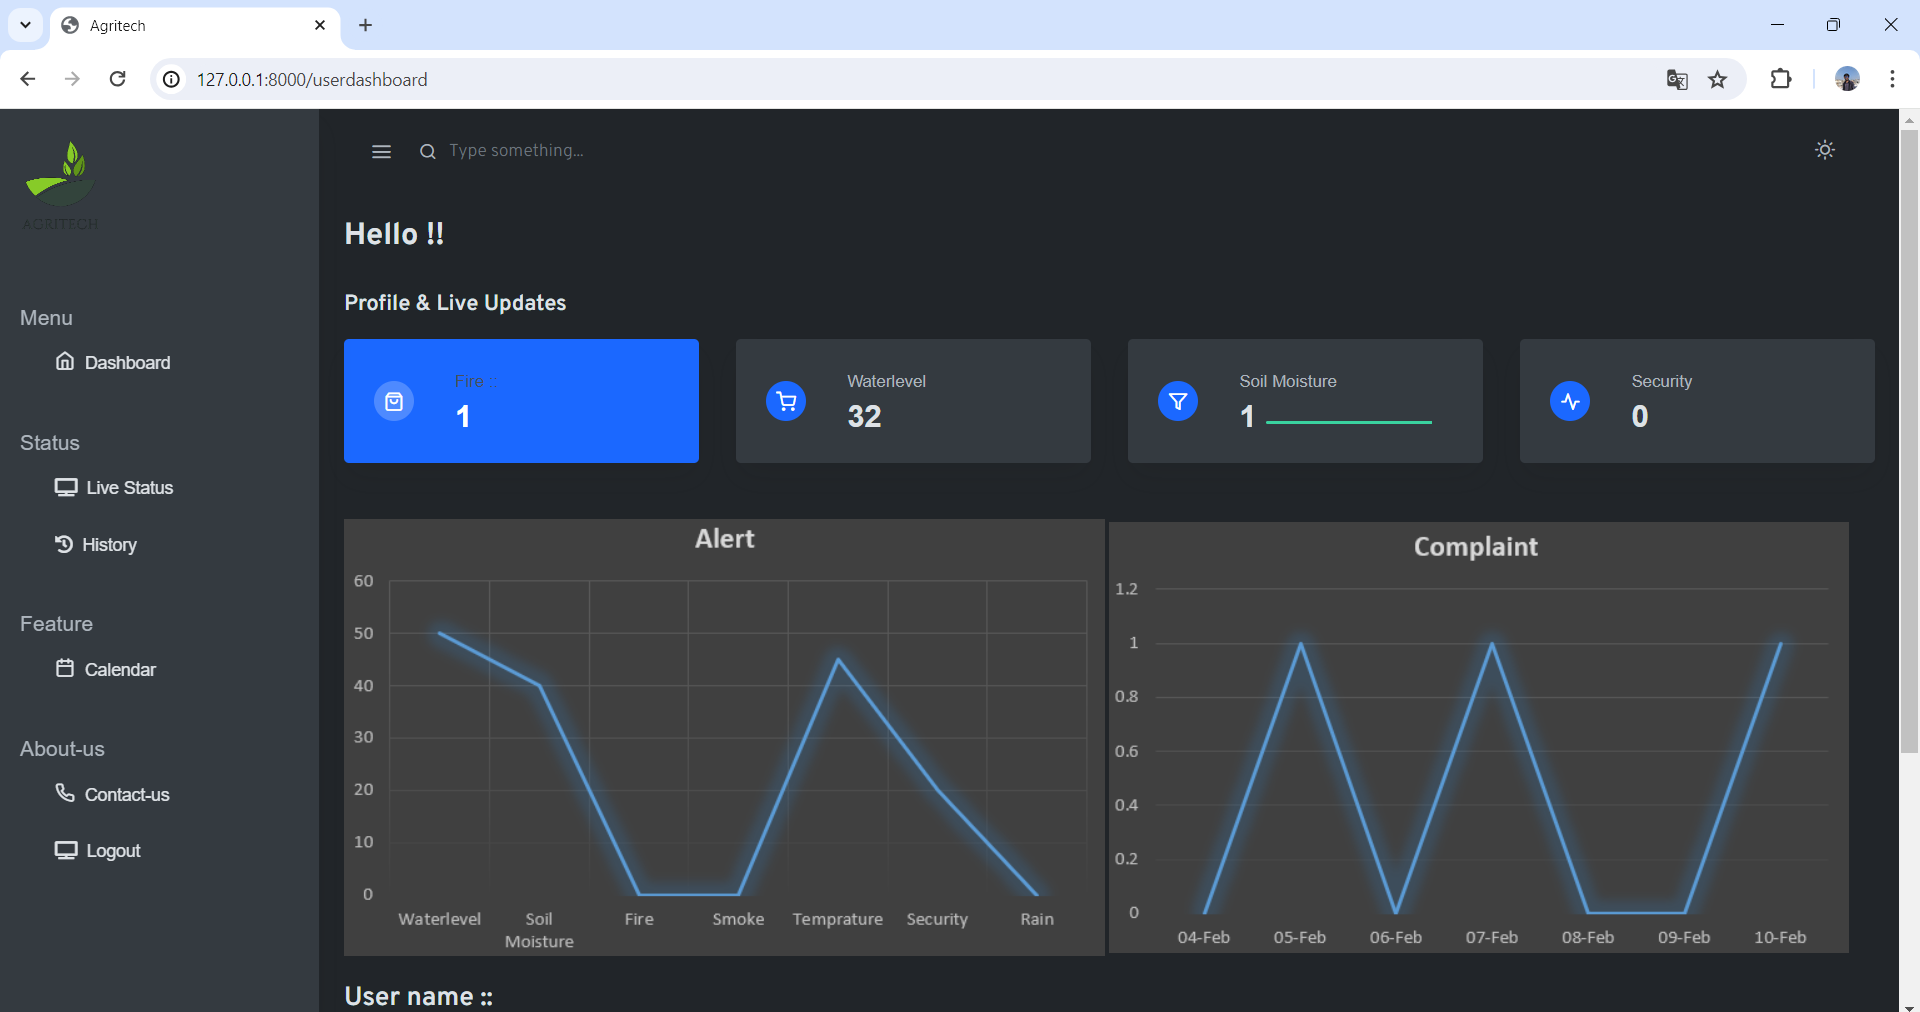 Agritech
127.0.0.1:8000/userdashboard
AGRITECH
Type something...
Hello !!
Menu
Dashboard
Status
Live Status
History
Feature
Calendar
About-us
Contact-us
Logout
Profile & Live Updates
Fire ::
1
Waterlevel
32
Soil Moisture
1
Security
0
Alert
60
50
40
30
20
10
0
Waterlevel Soil Moisture Fire Smoke Temprature Security Rain
Complaint
1.2
1
0.8
0.6
0.4
0.2
0
04-Feb 05-Feb 06-Feb 07-Feb 08-Feb 09-Feb 10-Feb
User name ::